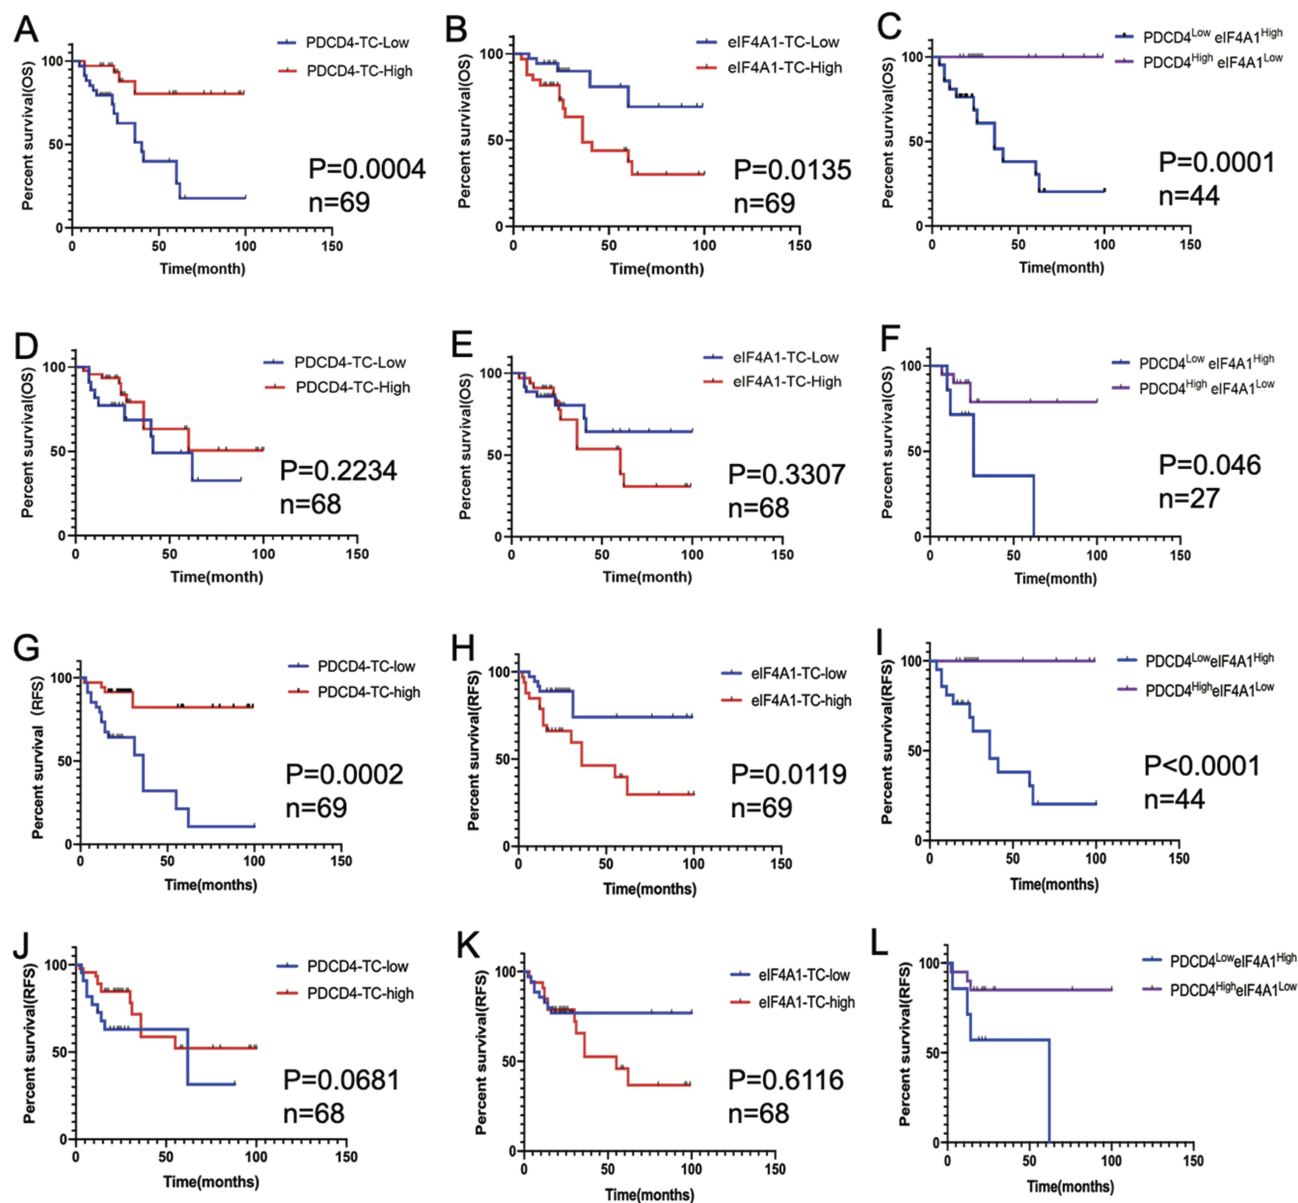 A
PDCD4-TC-Low
PDCD4-TC-High
Percent survival(OS)
100
50
0
P=0.0004
n=69
0 50 100 150
Time(month)
B
eIF4A1-TC-Low
eIF4A1-TC-High
Percent survival(OS)
100
50
0
P=0.0135
n=69
0 50 100 150
Time(month)
C
PDCD4Low eIF4A1High
PDCD4High eIF4A1Low
Percent survival(OS)
100
50
0
P=0.0001
n=44
0 50 100 150
Time(month)
D
PDCD4-TC-Low
PDCD4-TC-High
Percent survival(OS)
100
50
0
P=0.2234
n=68
0 50 100 150
Time(month)
E
eIF4A1-TC-Low
eIF4A1-TC-High
Percent survival(OS)
100
50
0
P=0.3307
n=68
0 50 100 150
Time(month)
F
PDCD4Low eIF4A1High
PDCD4High eIF4A1Low
Percent survival(OS)
100
50
0
P=0.046
n=27
0 50 100 150
Time(month)
G
PDCD4-TC-low
PDCD4-TC-high
Percent survival (RFS)
100
50
0
P=0.0002
n=69
0 50 100 150
Time(months)
H
eIF4A1-TC-low
eIF4A1-TC-high
Percent survival(RFS)
100
50
0
P=0.0119
n=69
0 50 100 150
Time(months)
I
PDCD4LoweIF4A1High
PDCD4HigheIF4A1Low
Percent survival(RFS)
100
50
0
P<0.0001
n=44
0 50 100 150
Time(months)
J
PDCD4-TC-low
PDCD4-TC-high
Percent survival(RFS)
100
50
0
P=0.0681
n=68
0 50 100 150
Time(months)
K
eIF4A1-TC-low
eIF4A1-TC-high
Percent survival(RFS)
100
50
0
P=0.6116
n=68
0 50 100 150
Time(months)
L
PDCD4LoweIF4A1High
PDCD4HigheIF4A1Low
Percent survival(RFS)
100
50
0
0 50 100 150
Time(months)